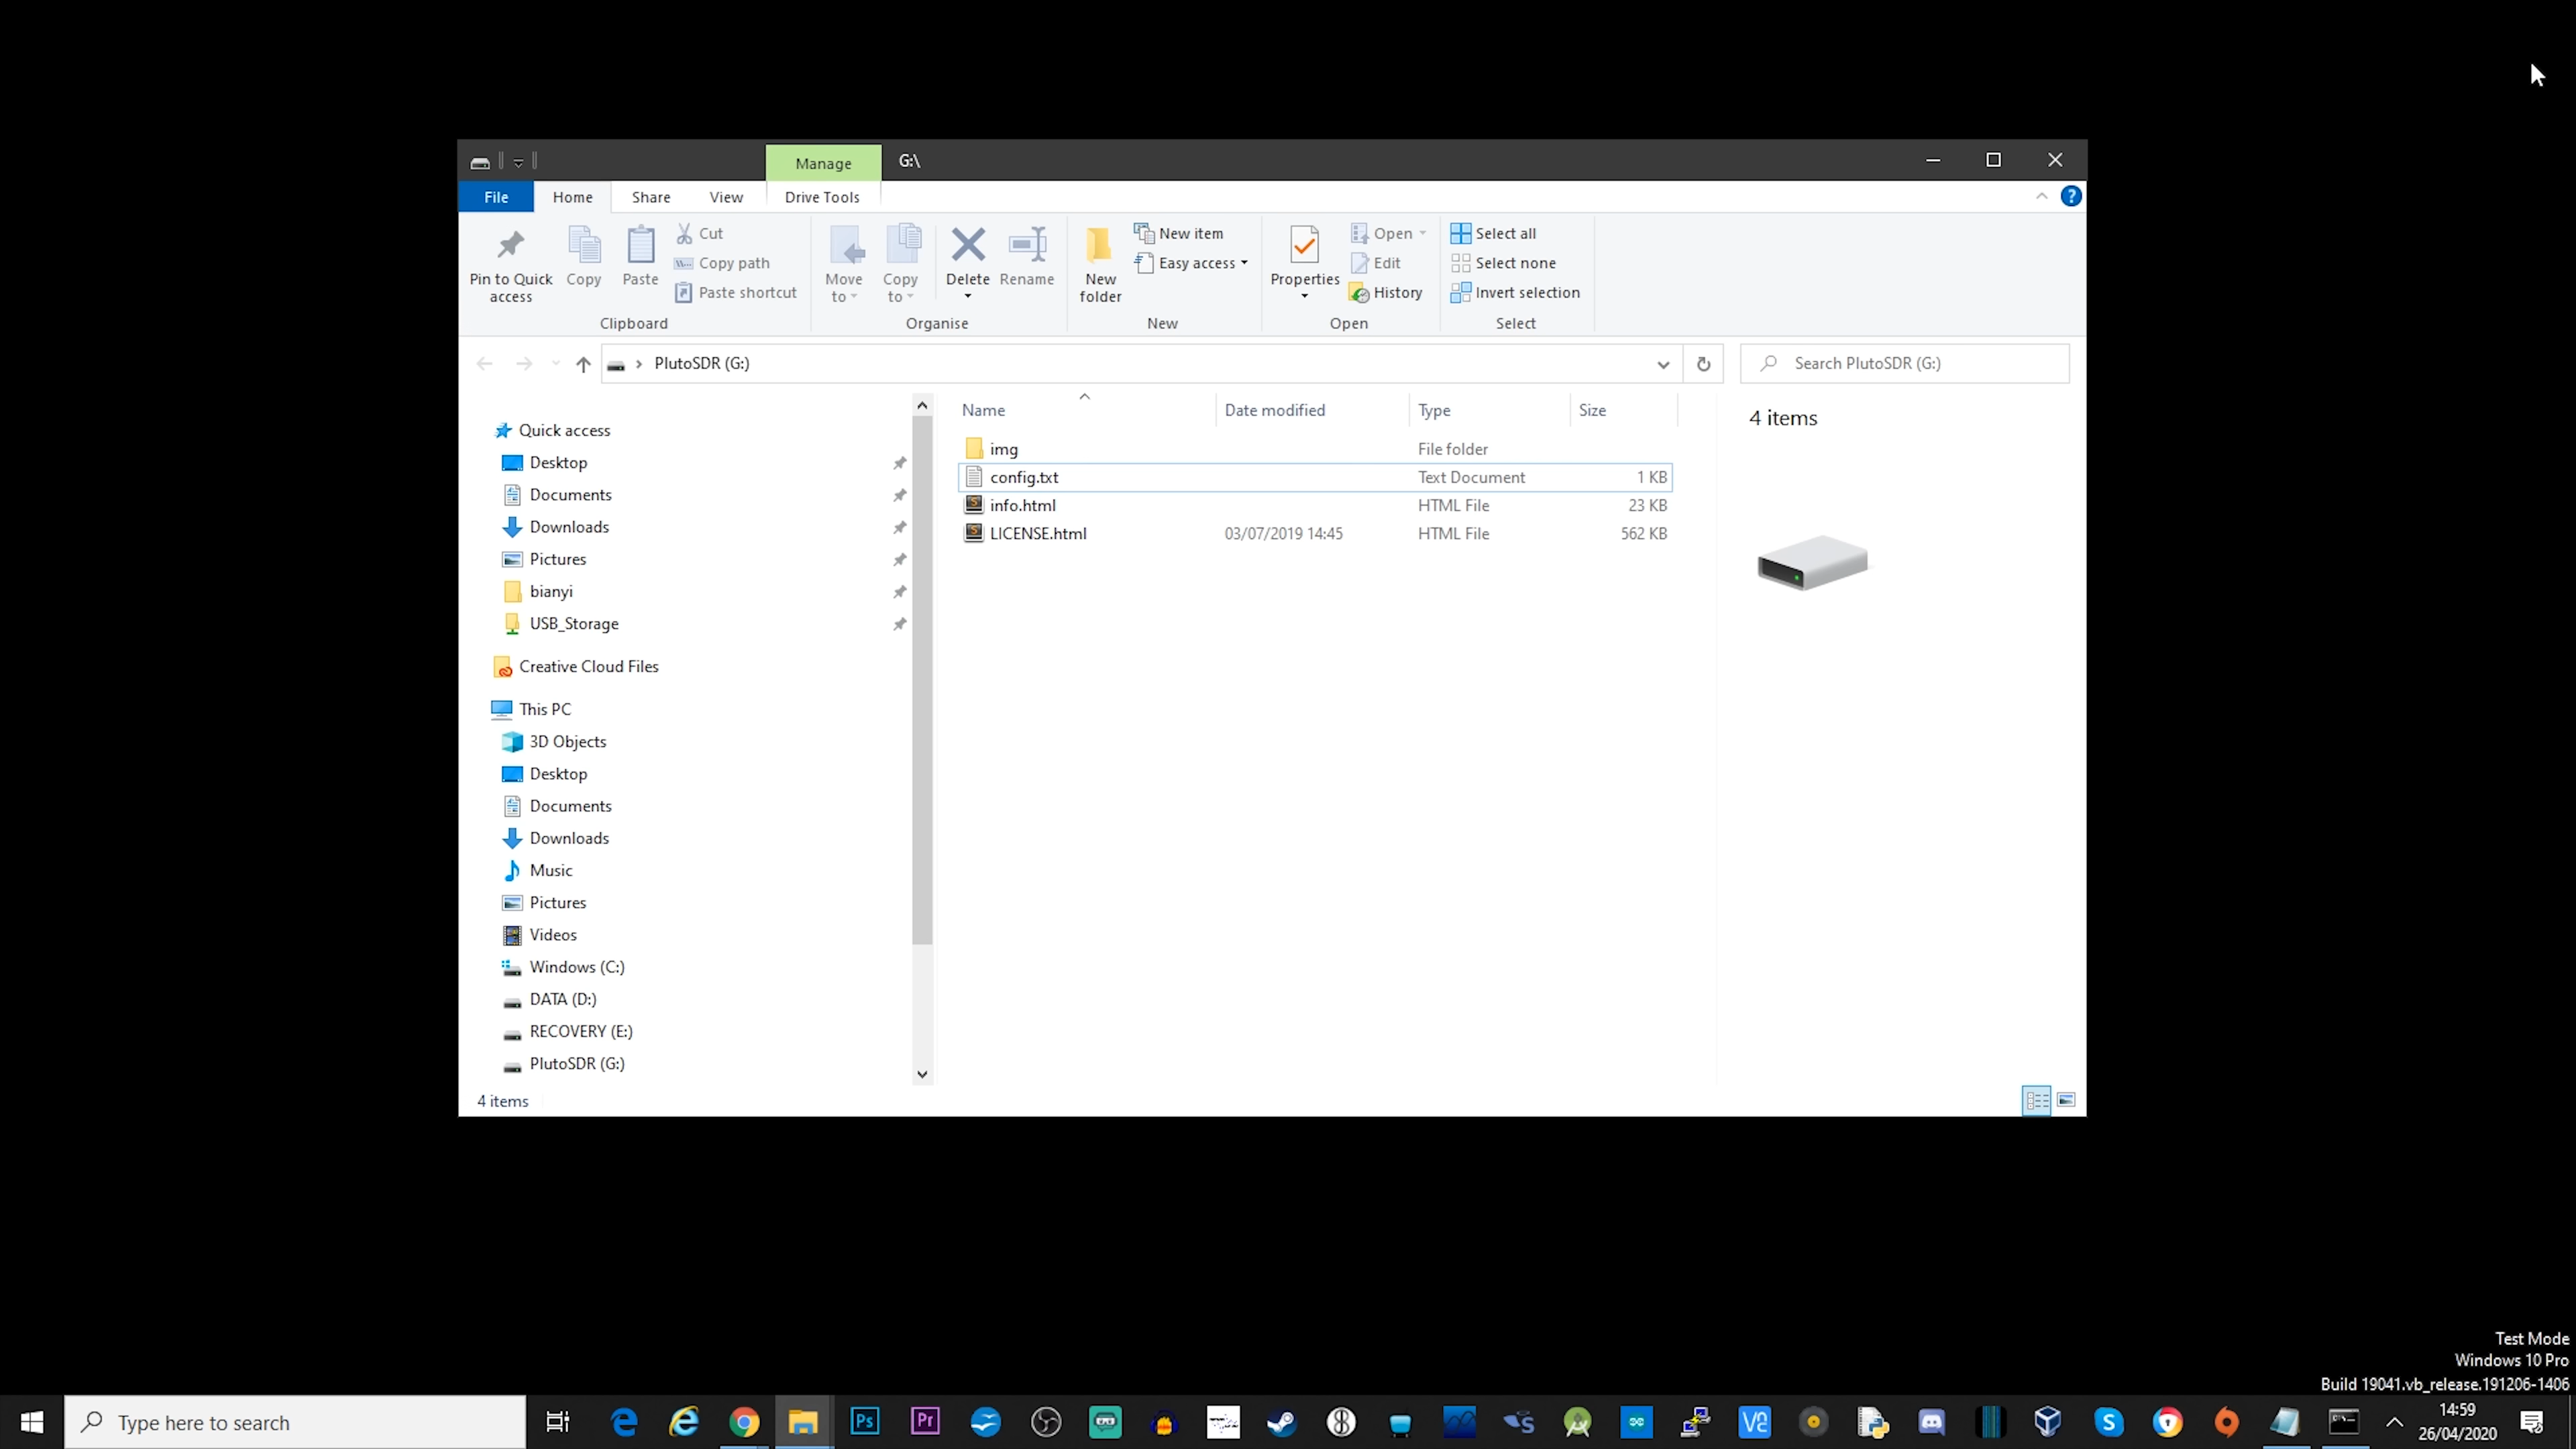 Manage
G:\
File
Home
Share
View
Drive Tools
Pin to Quick access
Copy
Paste
Cut
Copy path
Paste shortcut
Clipboard
Move to
Copy to
Delete
Rename
Organise
New folder
New item
Easy access
New
Properties
Open
Edit
History
Open
Select all
Select none
Invert selection
Select
PlutoSDR (G:)
Search PlutoSDR (G:)
Quick access
Desktop
Documents
Downloads
Pictures
bianyi
USB_Storage
Creative Cloud Files
This PC
3D Objects
Desktop
Documents
Downloads
Music
Pictures
Videos
Windows (C:)
DATA (D:)
RECOVERY (E:)
PlutoSDR (G:)
Name Date modified Type Size
img File folder
config.txt Text Document 1 KB
info.html HTML File 23 KB
LICENSE.html 03/07/2019 14:45 HTML File 562 KB
4 items
4 items
Test Mode
Windows 10 Pro
Build 19041.vb_release.191206-1406
Type here to search
Ps
Pr
14:59
26/04/2020